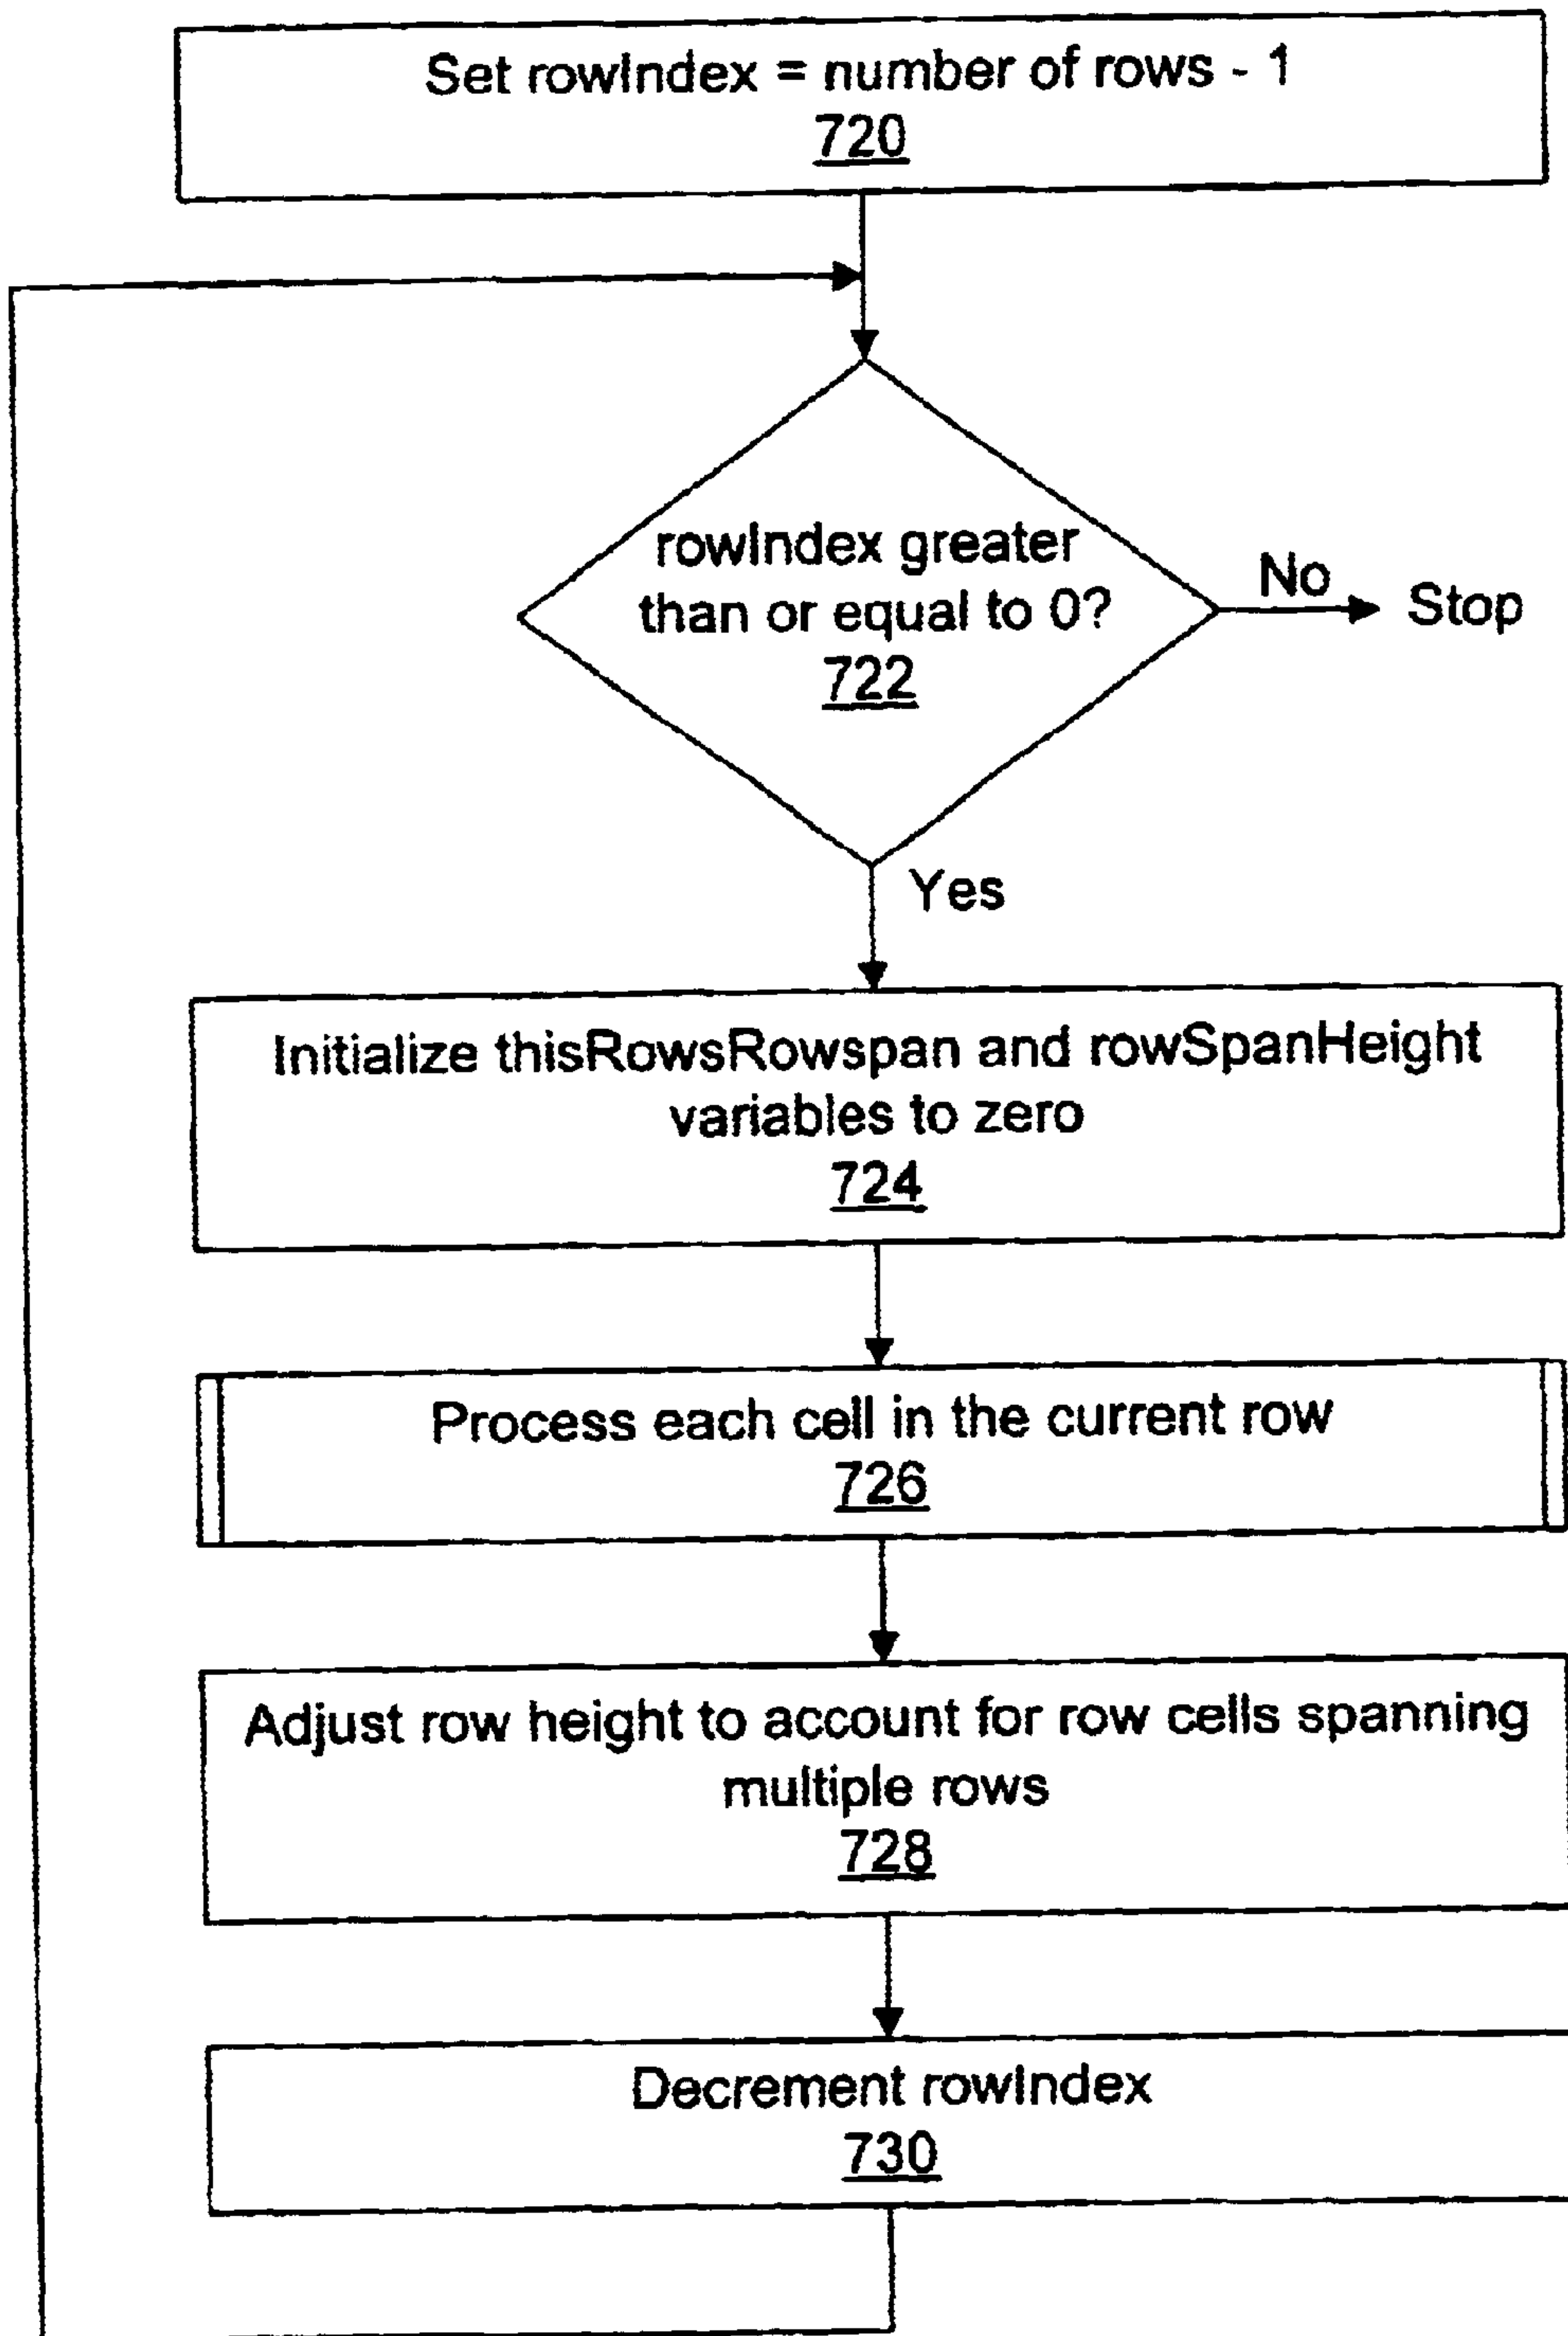 Set rowIndex = number of rows - 1
720
rowIndex greater
than or equal to 0?
722
No
Stop
Yes
Initialize thisRowsRowspan and rowSpanHeight
variables to zero
724
Process each cell in the current row
726
Adjust row height to account for row cells spanning
multiple rows
728
Decrement rowIndex
730